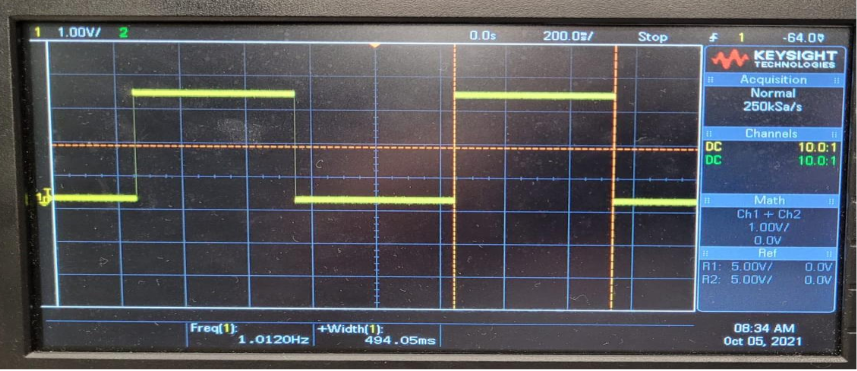 1 1.00V/ 2 0.0s 200.0ms/ Stop 1
KEYSIGHT
TECHNOLOGIES
Acquisition
Normal
250kSa/s
Channels
DC 10.0:1
DC 10.0:1
Math
Ch1 + Ch2
1.00V/
0.0V
Ref
R1: 5.00V/ 0.0V
R2: 5.00V/ 0.0V
Freq(1): +Width(1):
1.0120Hz 494.05ms
08:34 AM
Oct 05, 2021